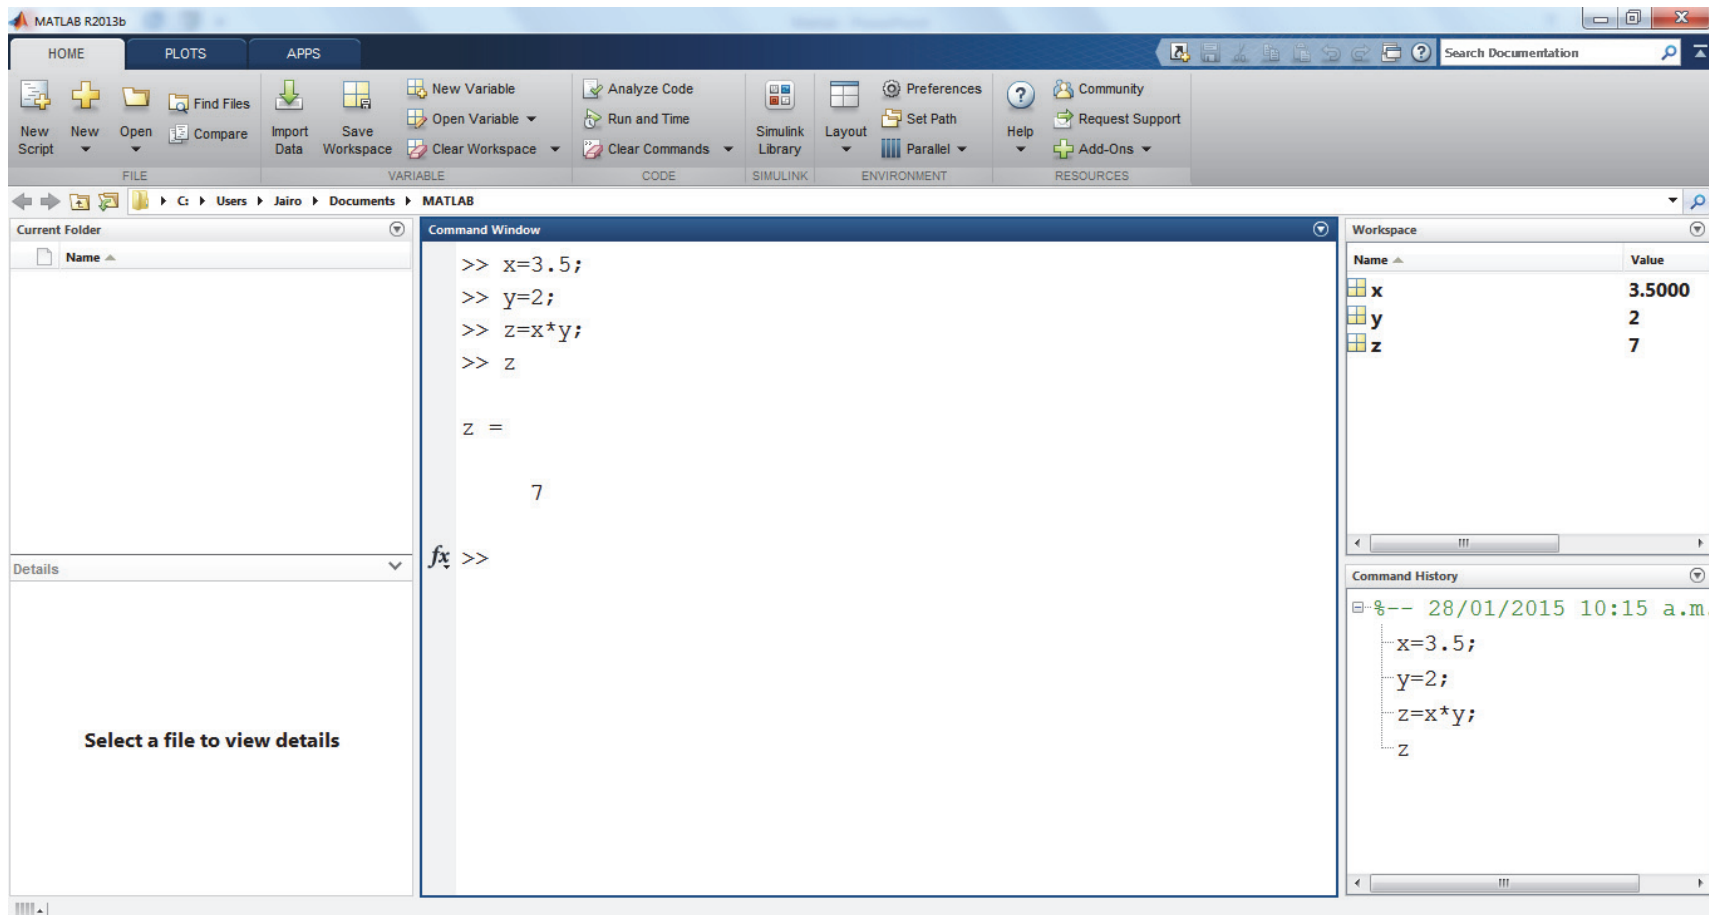 MATLAB R2013b
HOME PLOTS APPS
Search Documentation
New Script
New
Open
Find Files
Compare
Import Data
Save Workspace
New Variable
Open Variable
Clear Workspace
Analyze Code
Run and Time
Clear Commands
Simulink Library
Layout
Preferences
Set Path
Parallel
Help
Community
Request Support
Add-Ons
FILE VARIABLE CODE SIMULINK ENVIRONMENT RESOURCES
C: Users Jairo Documents MATLAB
Current Folder
Name
Details
Select a file to view details
Command Window
>> x=3.5;
>> y=2;
>> z=x*y;
>> z
z =
7
fx >>
Workspace
Name Value
x 3.5000
y 2
z 7
Command History
%-- 28/01/2015 10:15 a.m
x=3.5;
y=2;
z=x*y;
z